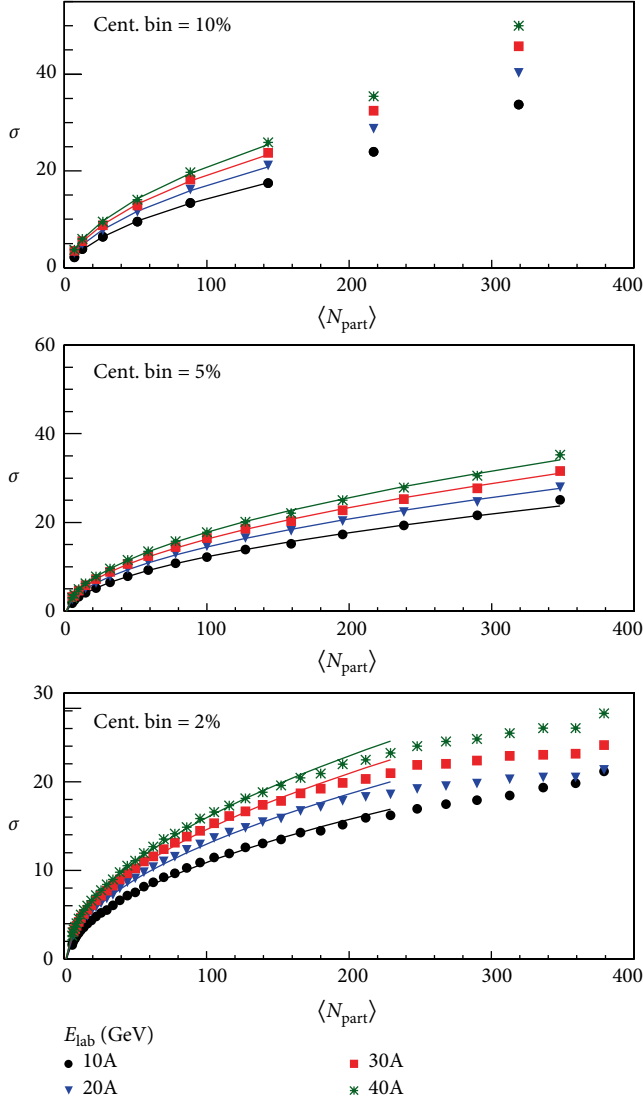 Cent. bin = 10%
40
σ
20
0
0 100 200 300 400
⟨N_part⟩
60
Cent. bin = 5%
40
σ
20
0
0 100 200 300 400
⟨N_part⟩
30
Cent. bin = 2%
20
σ
10
0
0 100 200 300 400
⟨N_part⟩
E_lab (GeV)
10A 30A
20A 40A